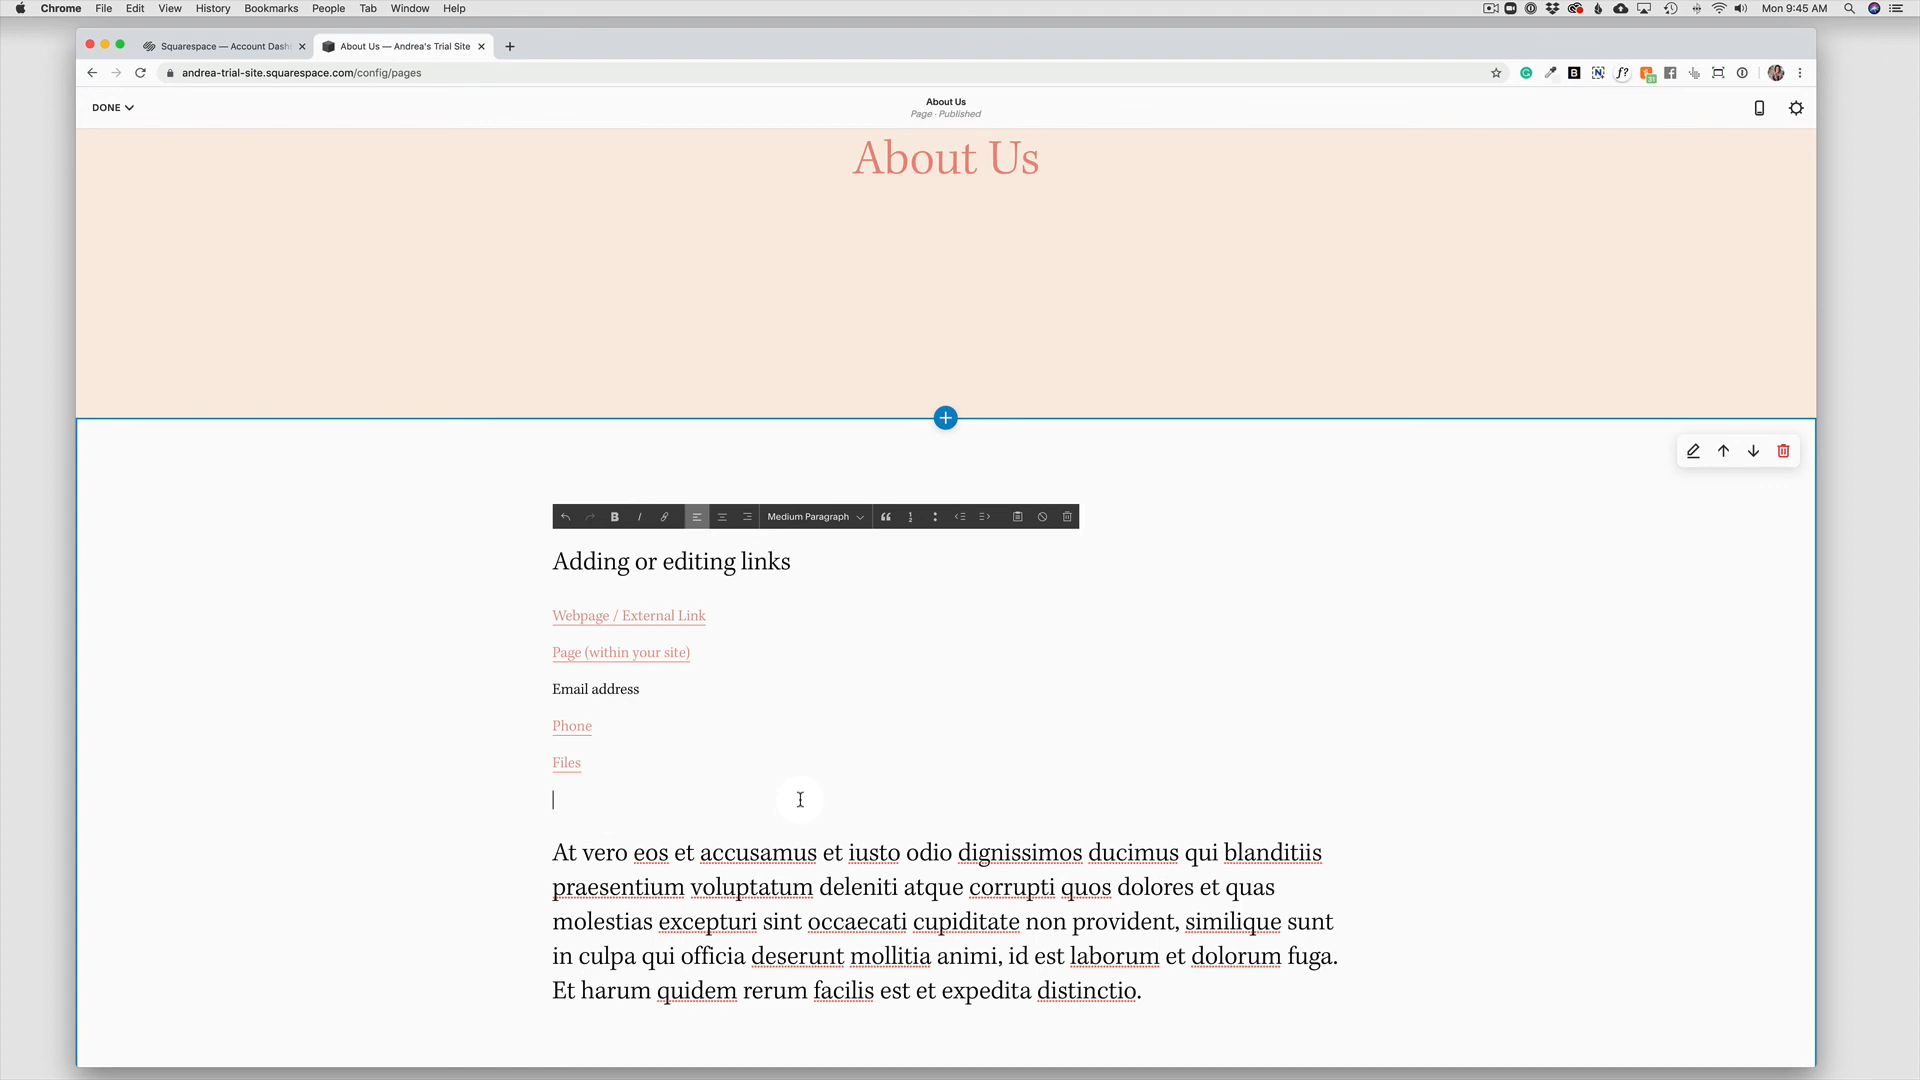 Chrome File Edit View History Bookmarks People Tab Window Help Mon 9:45 AM
Squarespace — Account Dash
About Us — Andrea's Trial Site
andrea-trial-site.squarespace.com/config/pages
DONE
About Us
Page · Published
About Us
Medium Paragraph
Adding or editing links
Webpage / External Link
Page (within your site)
Email address
Phone
Files
At vero eos et accusamus et iusto odio dignissimos ducimus qui blanditiis
praesentium voluptatum deleniti atque corrupti quos dolores et quas
molestias excepturi sint occaecati cupiditate non provident, similique sunt
in culpa qui officia deserunt mollitia animi, id est laborum et dolorum fuga.
Et harum quidem rerum facilis est et expedita distinctio.